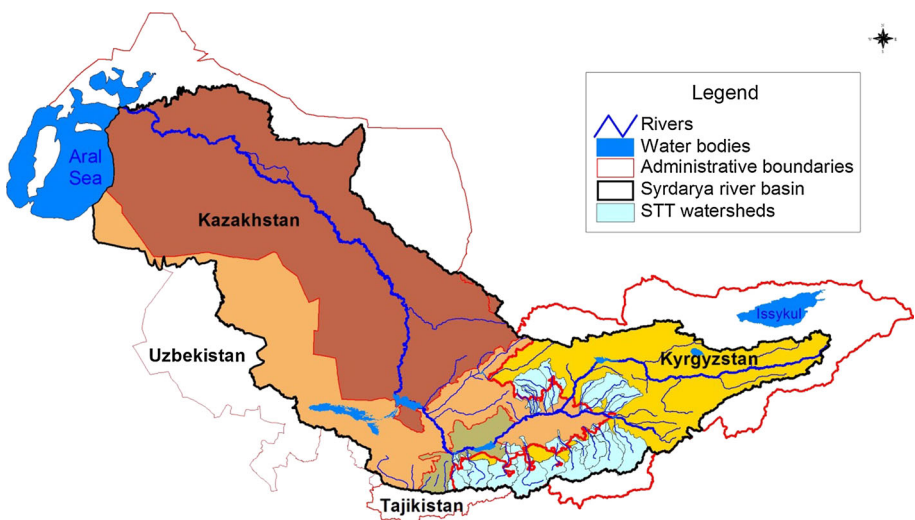 Legend
Rivers
Water bodies
Administrative boundaries
Syrdarya river basin
STT watersheds
Aral
Sea
Kazakhstan
Issykul
Uzbekistan
Kyrgyzstan
Tajikistan